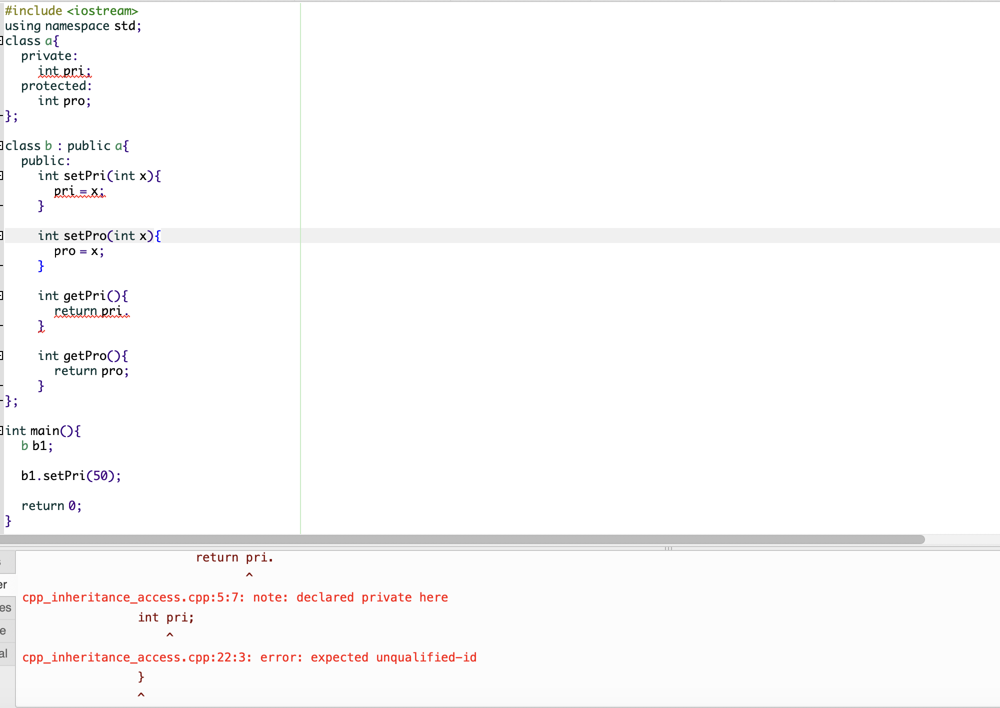 #include <iostream>
using namespace std;
class a{
private:
int pri;
protected:
int pro;
};
class b : public a{
public:
int setPri(int x){
pri = x;
}
int setPro(int x){
pro = x;
}
int getPri(){
return pri.
}
int getPro(){
return pro;
}
};
int main(){
b b1;
b1.setPri(50);
return 0;
}
return pri.
^
er
cpp_inheritance_access.cpp:5:7: note: declared private here
es
int pri;
e
^
al
cpp_inheritance_access.cpp:22:3: error: expected unqualified-id
}
^